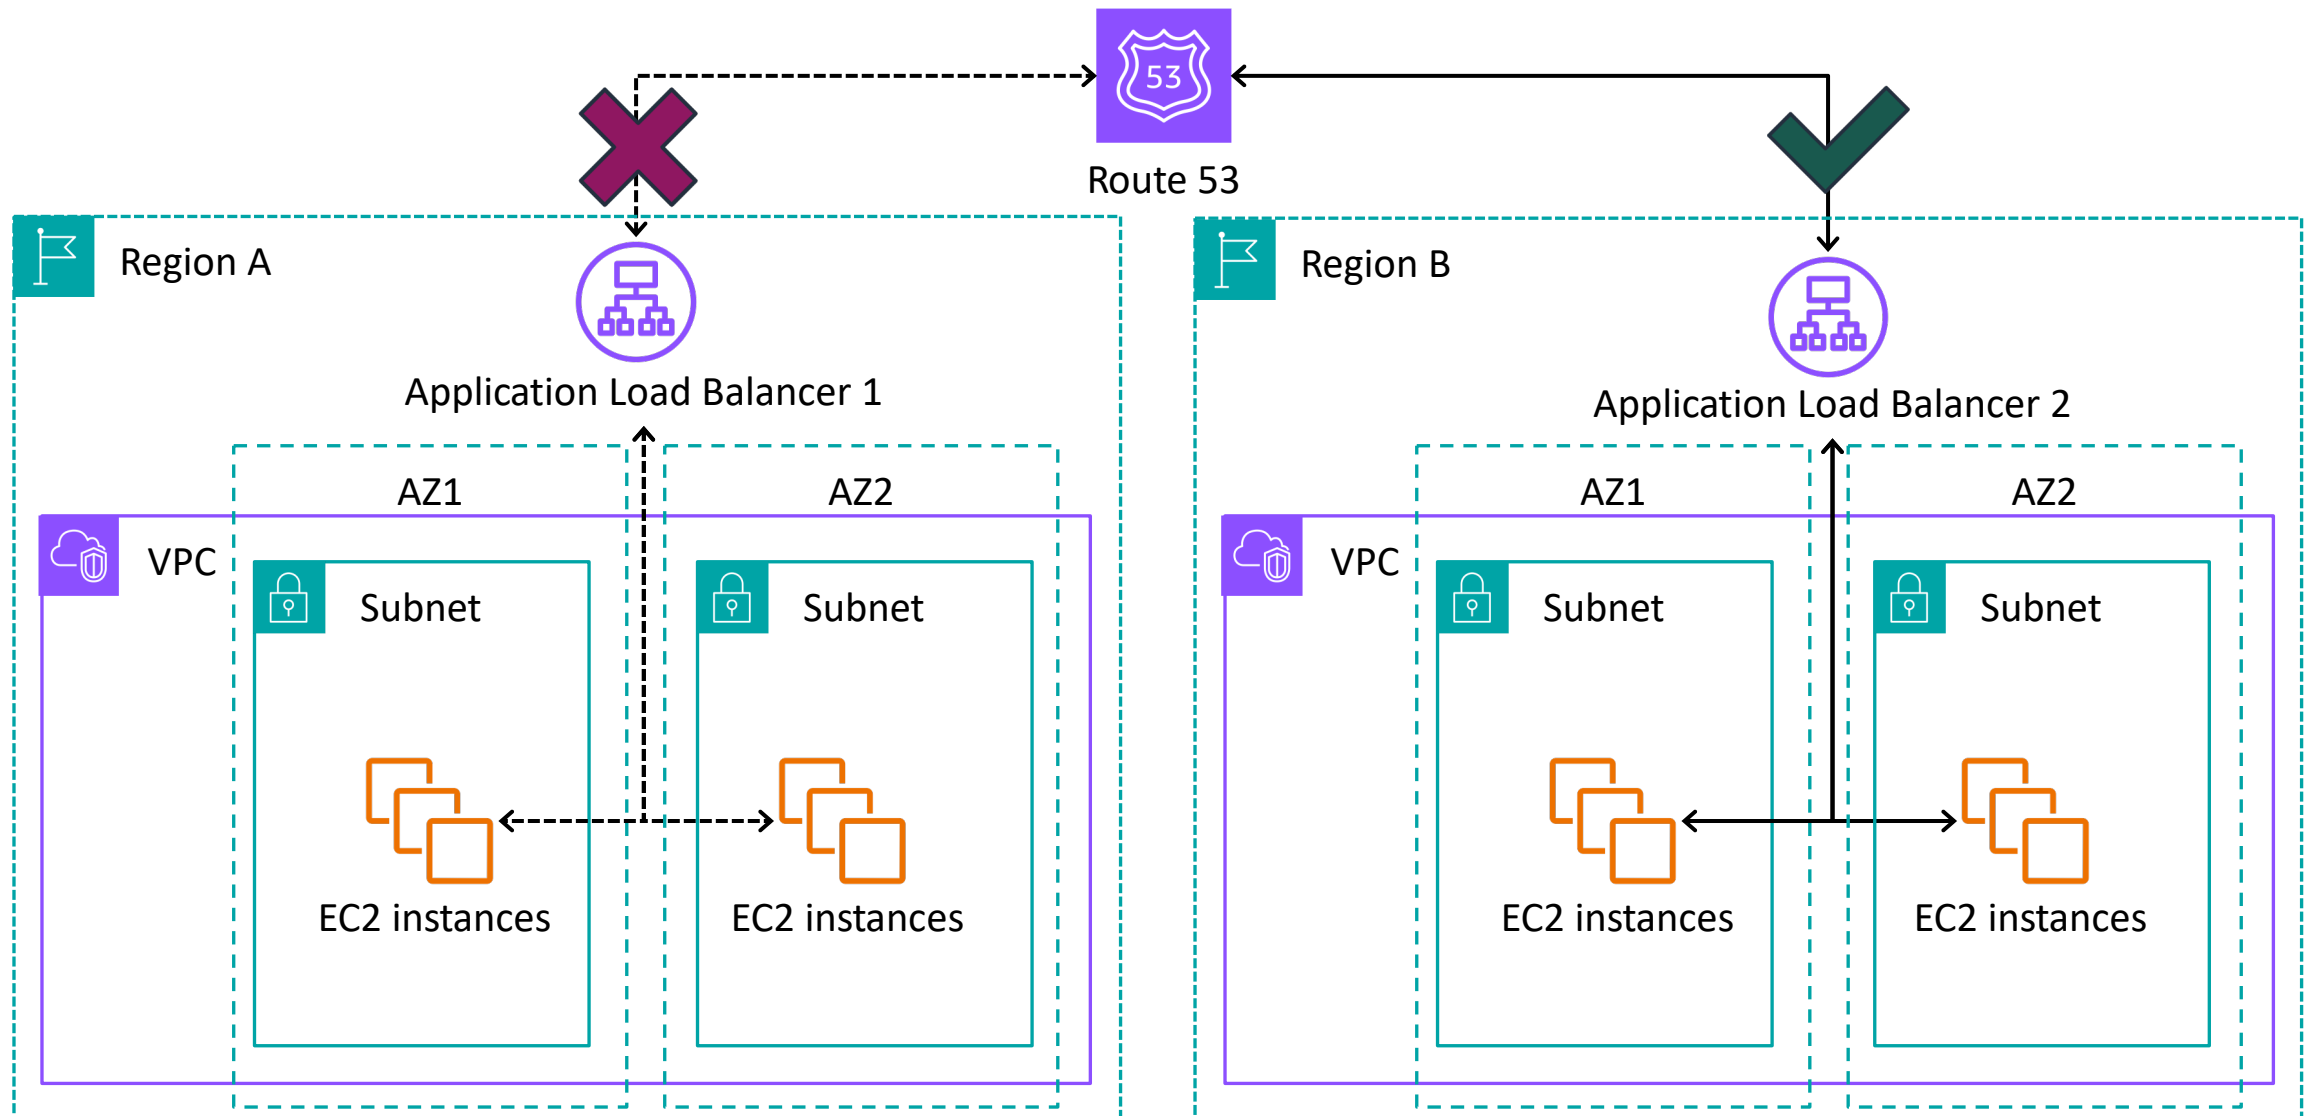 53
Route 53
Region A
Region B
Application Load Balancer 1
Application Load Balancer 2
AZ1
AZ2
AZ1
AZ2
VPC
Subnet
Subnet
VPC
Subnet
Subnet
EC2 instances
EC2 instances
EC2 instances
EC2 instances